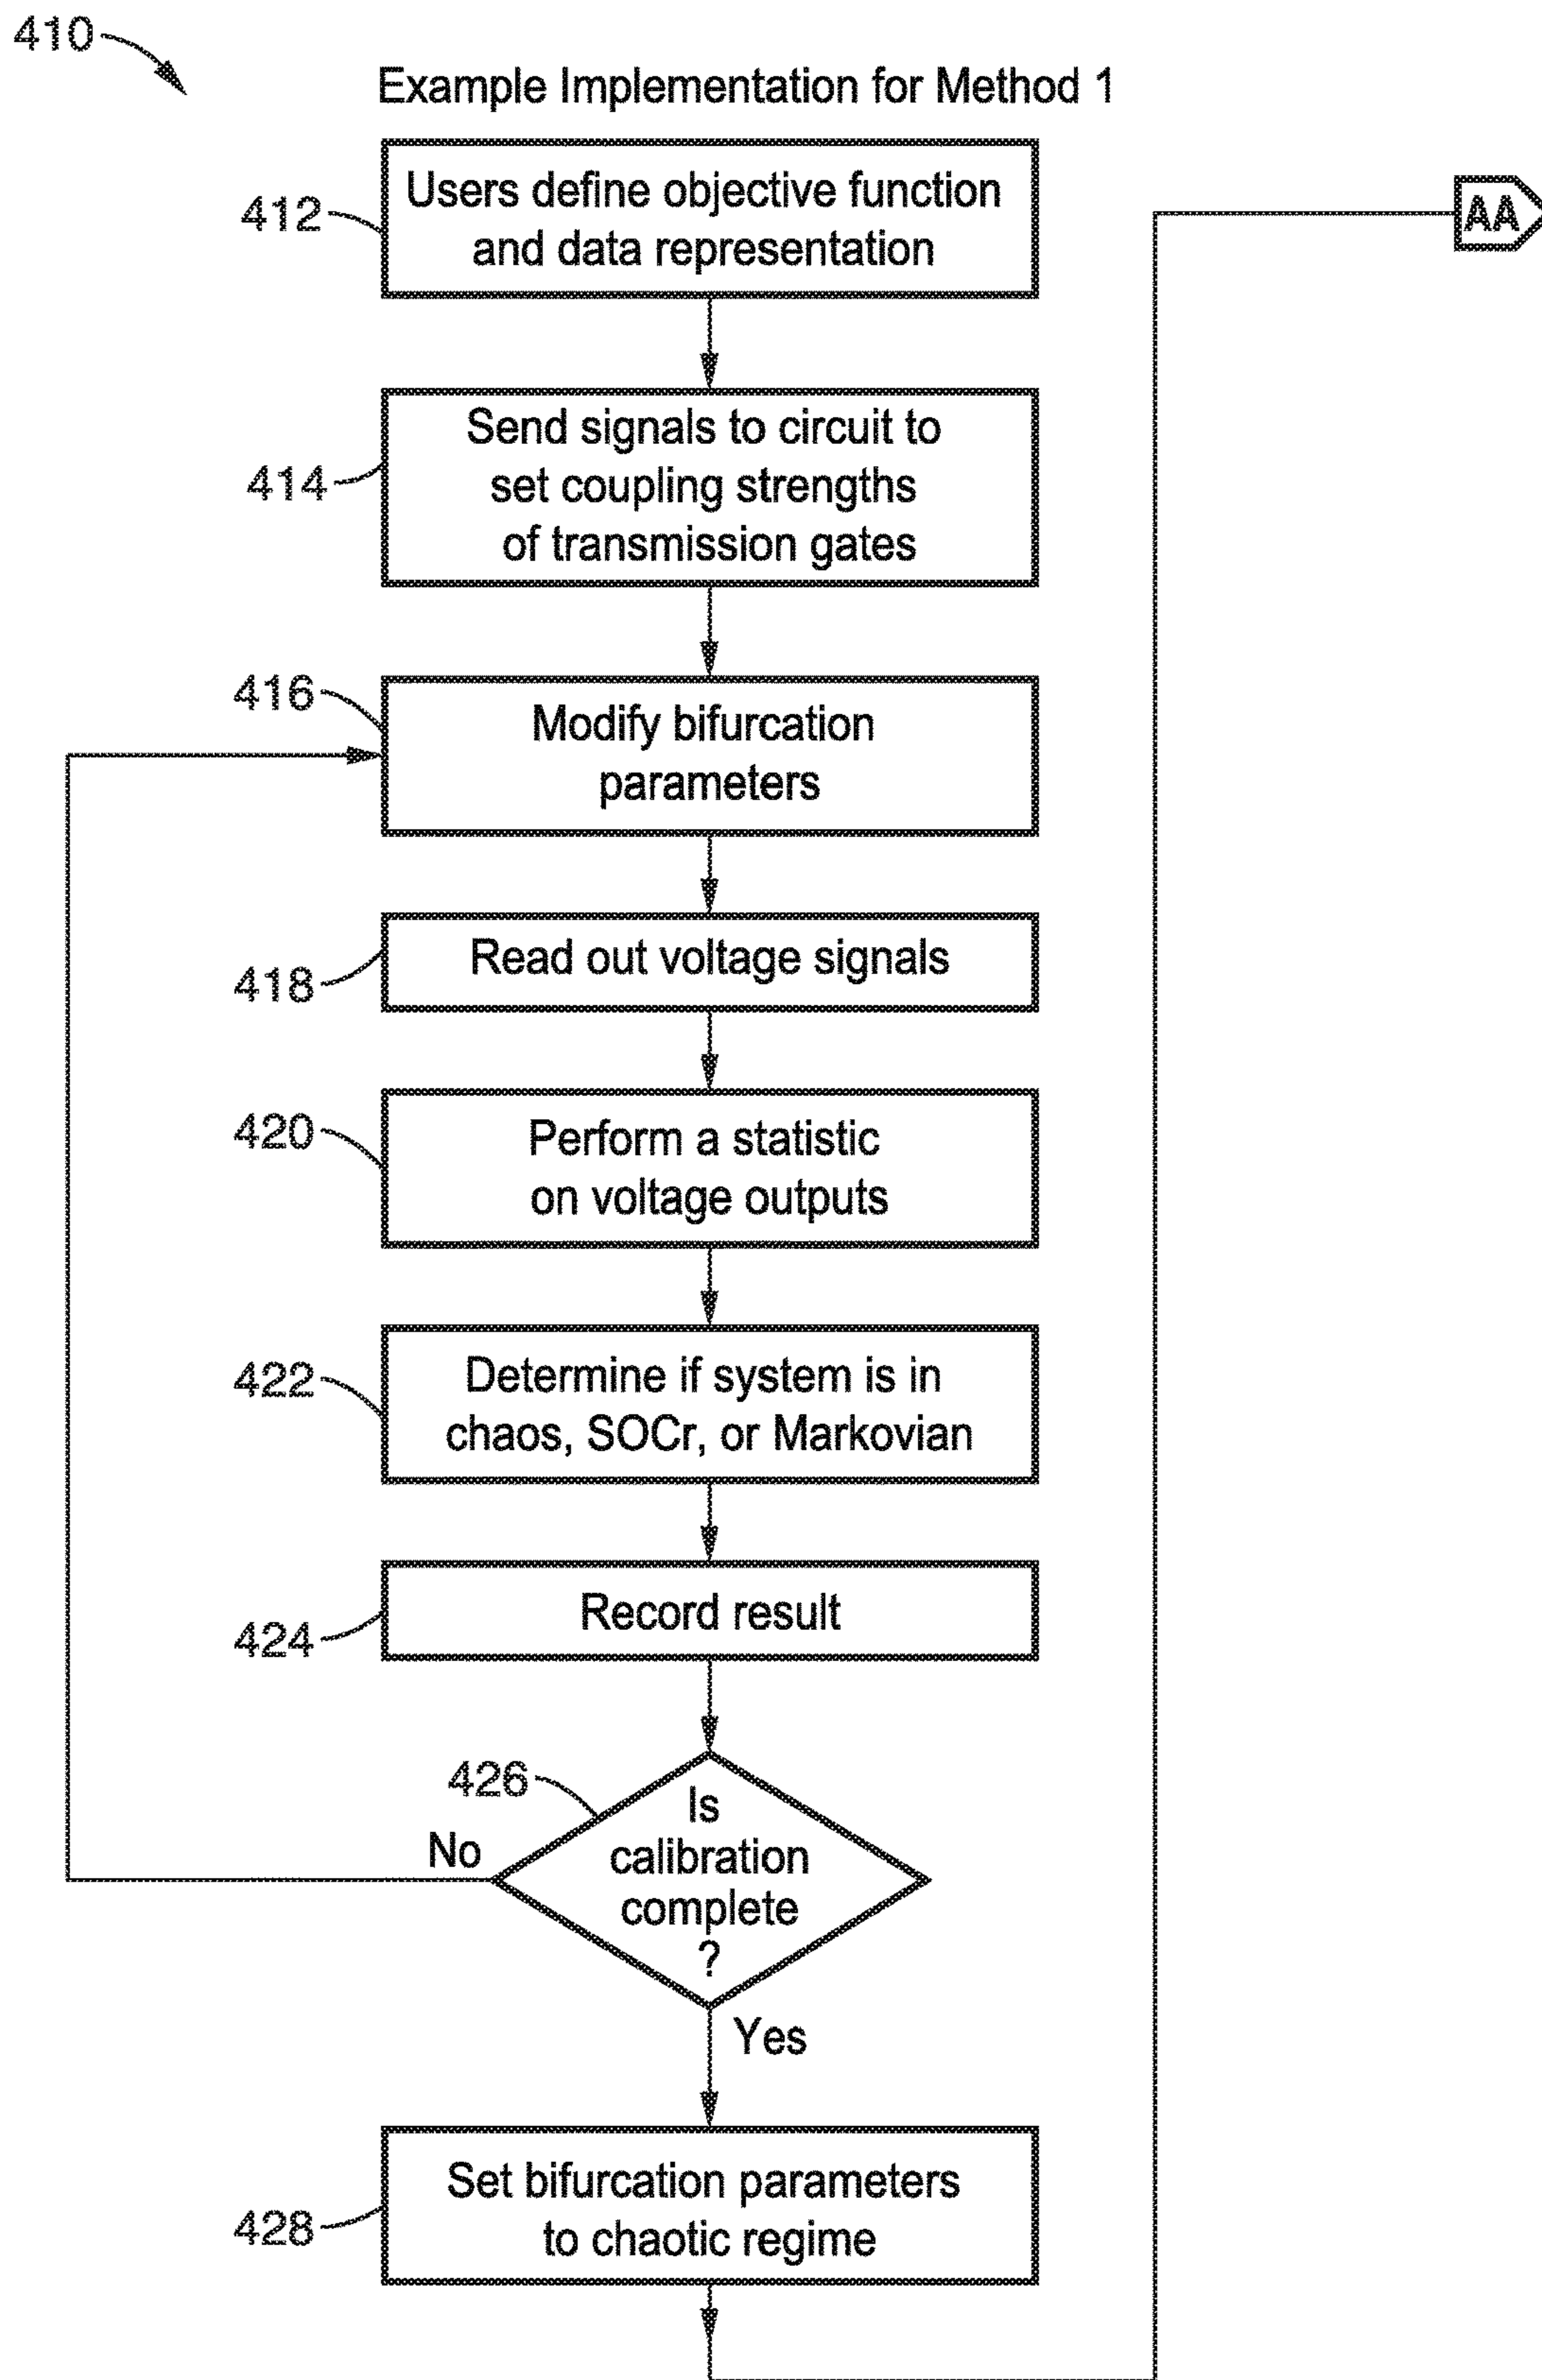 410
Example Implementation for Method 1
412
Users define objective function
and data representation
AA
414
Send signals to circuit to
set coupling strengths
of transmission gates
416
Modify bifurcation
parameters
418
Read out voltage signals
420
Perform a statistic
on voltage outputs
422
Determine if system is in
chaos, SOCr, or Markovian
424
Record result
426
Is
calibration
complete
?
No
Yes
428
Set bifurcation parameters
to chaotic regime